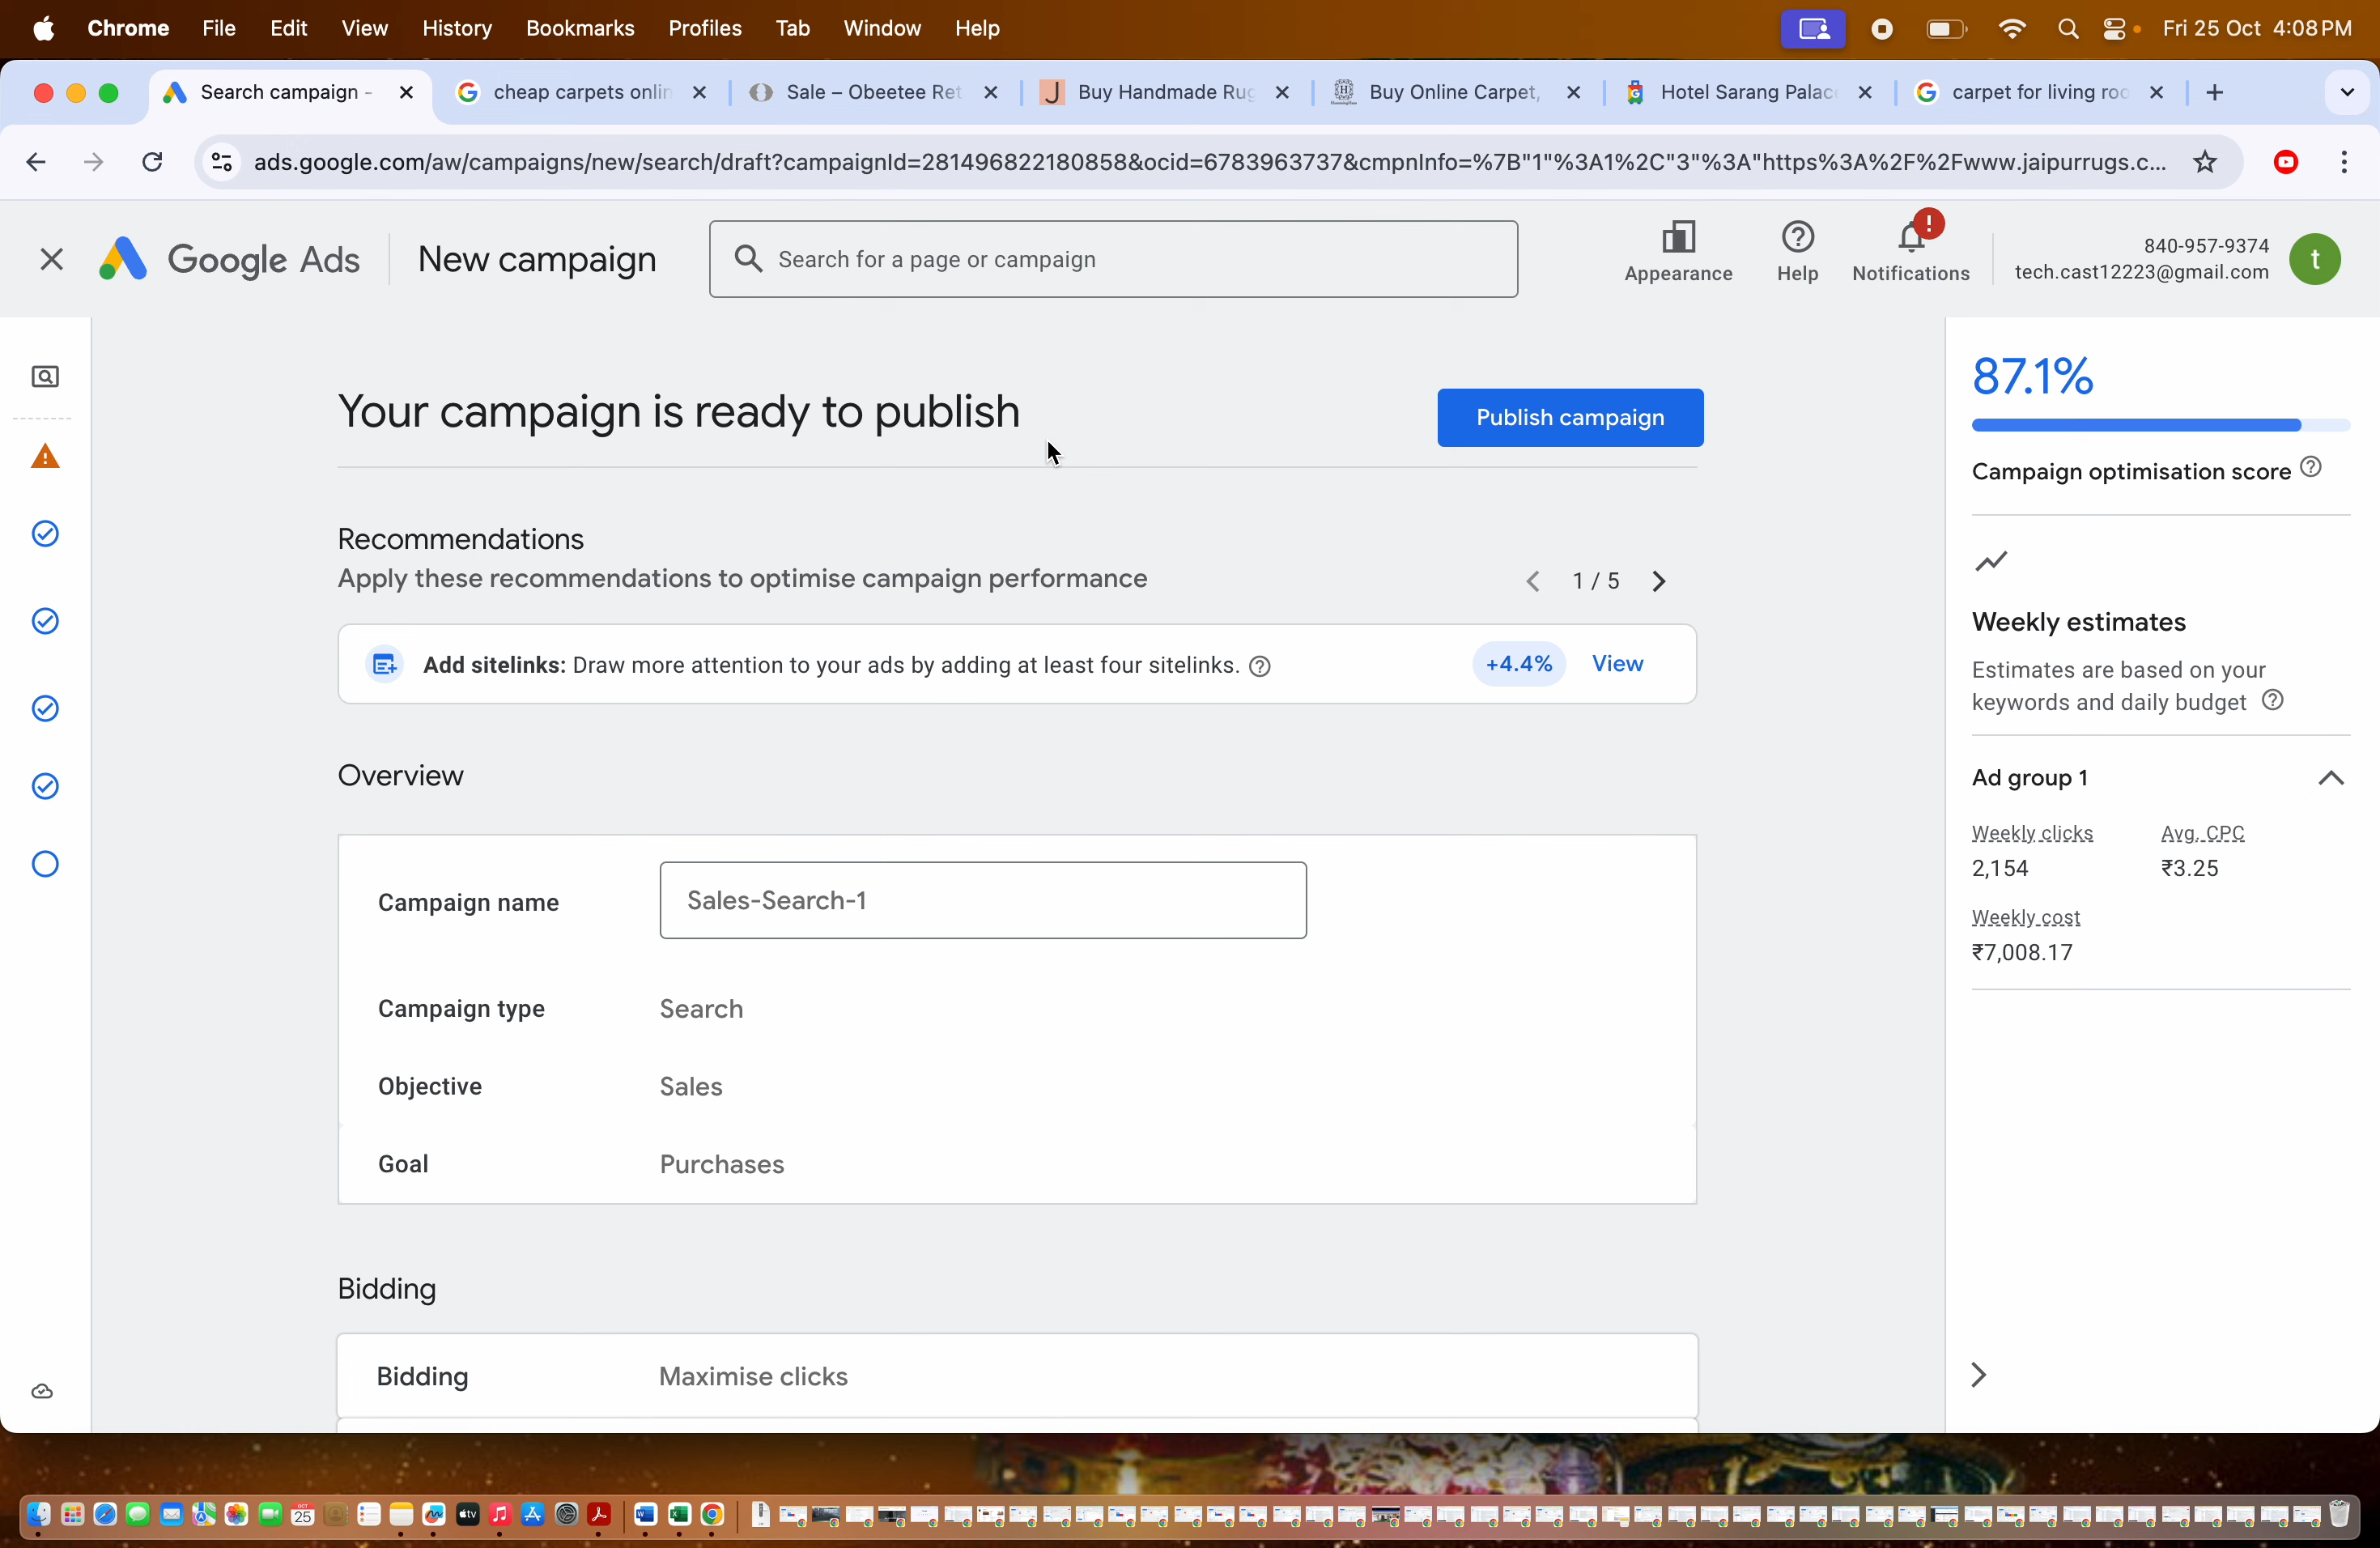 Chrome File Edit View History Bookmarks Profiles Tab Window Help Fri 25 Oct 4:08 PM
Search campaign - cheap carpets onlin Sale – Obeetee Ret Buy Handmade Rug Buy Online Carpet, Hotel Sarang Palac carpet for living roo
ads.google.com/aw/campaigns/new/search/draft?campaignId=281496822180858&ocid=6783963737&cmpnInfo=%7B"1"%3A1%2C"3"%3A"https%3A%2F%2Fwww.jaipurrugs.c...
Google Ads New campaign Search for a page or campaign
Appearance Help Notifications
840-957-9374
tech.cast12223@gmail.com
t
Your campaign is ready to publish
Publish campaign
Recommendations
Apply these recommendations to optimise campaign performance
1 / 5
Add sitelinks: Draw more attention to your ads by adding at least four sitelinks. +4.4% View
Overview
Campaign name Sales-Search-1
Campaign type Search
Objective Sales
Goal Purchases
Bidding
Bidding Maximise clicks
87.1%
Campaign optimisation score
Weekly estimates
Estimates are based on your
keywords and daily budget
Ad group 1
Weekly clicks Avg. CPC
2,154 ₹3.25
Weekly cost
₹7,008.17
OCT
25
tv